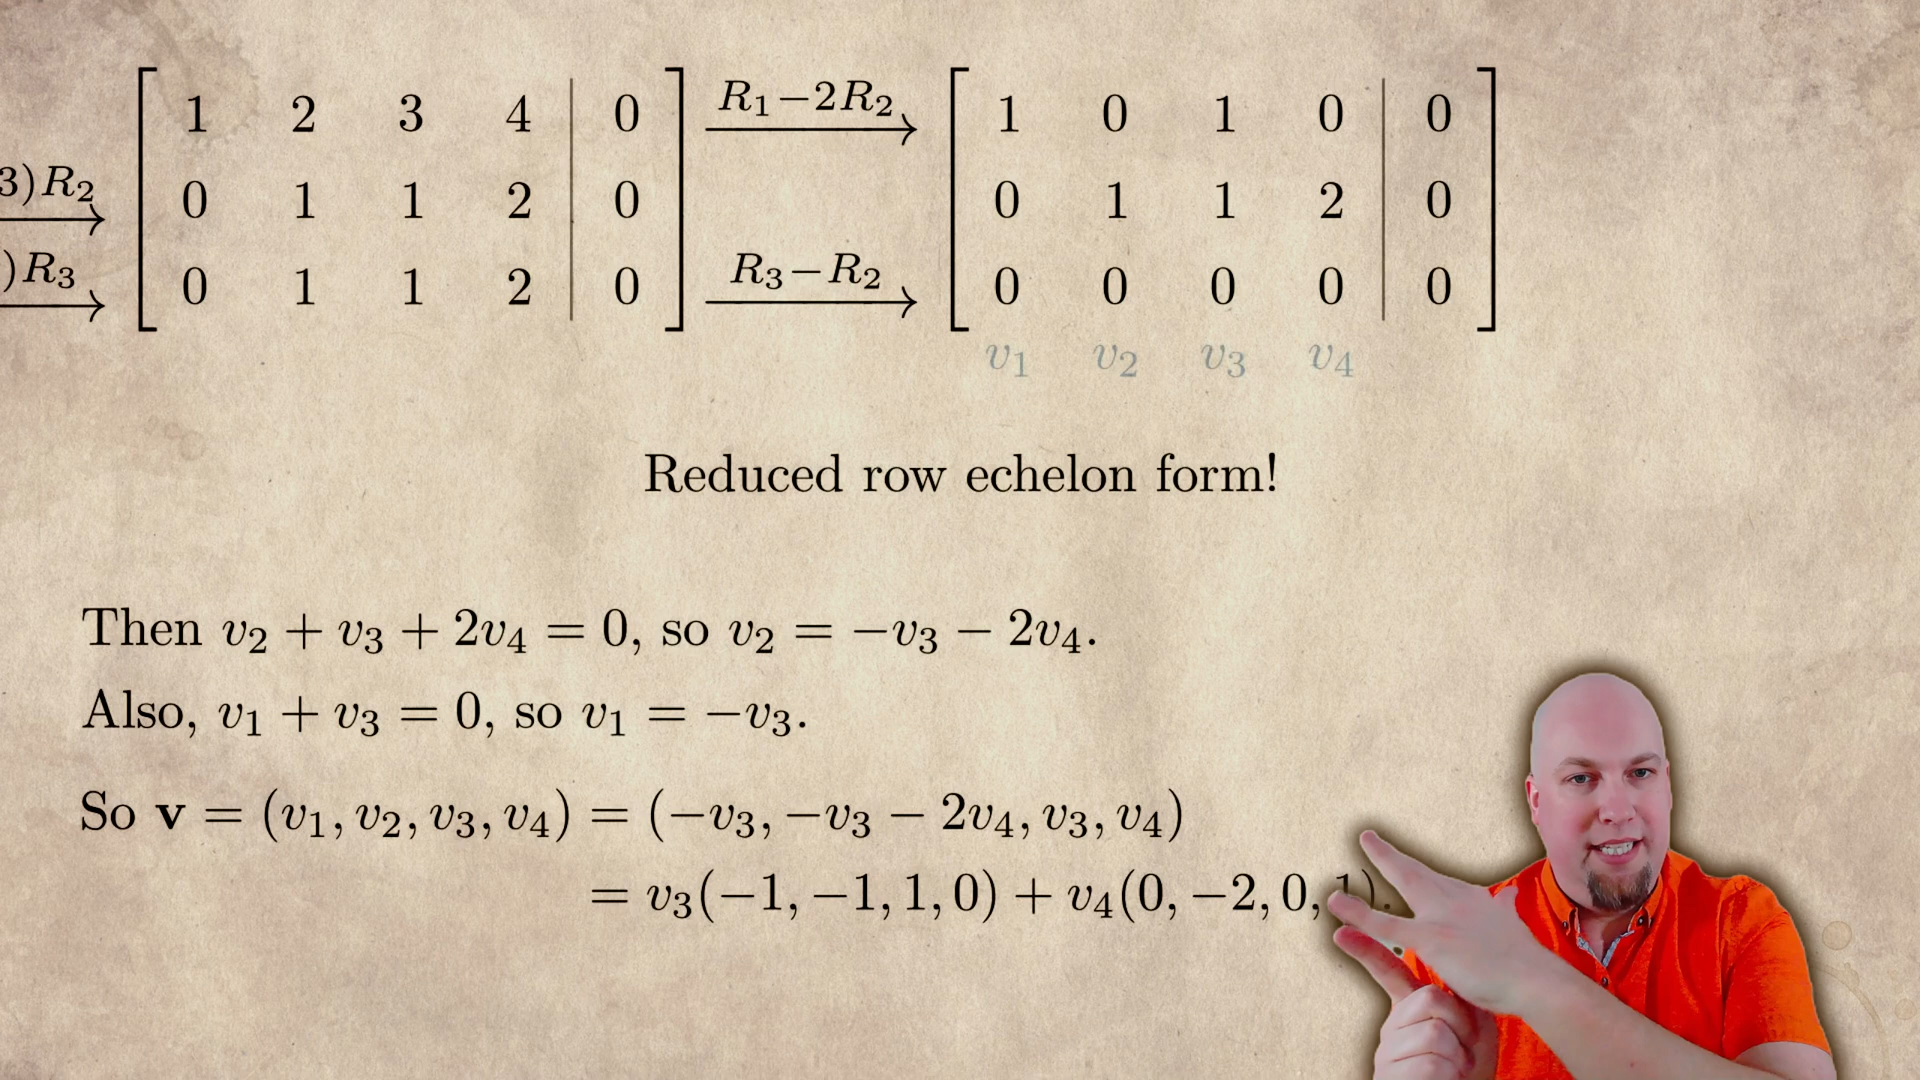 1 2 3 4 | 0 R₁−2R₂ 1 0 1 0 | 0
3)R₂ 0 1 1 2 | 0 0 1 1 2 | 0
)R₃ 0 1 1 2 | 0 R₃−R₂ 0 0 0 0 | 0
v₁ v₂ v₃ v₄
Reduced row echelon form!
Then v₂ + v₃ + 2v₄ = 0, so v₂ = −v₃ − 2v₄.
Also, v₁ + v₃ = 0, so v₁ = −v₃.
So v = (v₁, v₂, v₃, v₄) = (−v₃, −v₃ − 2v₄, v₃, v₄)
= v₃(−1, −1, 1, 0) + v₄(0, −2, 0, 1).